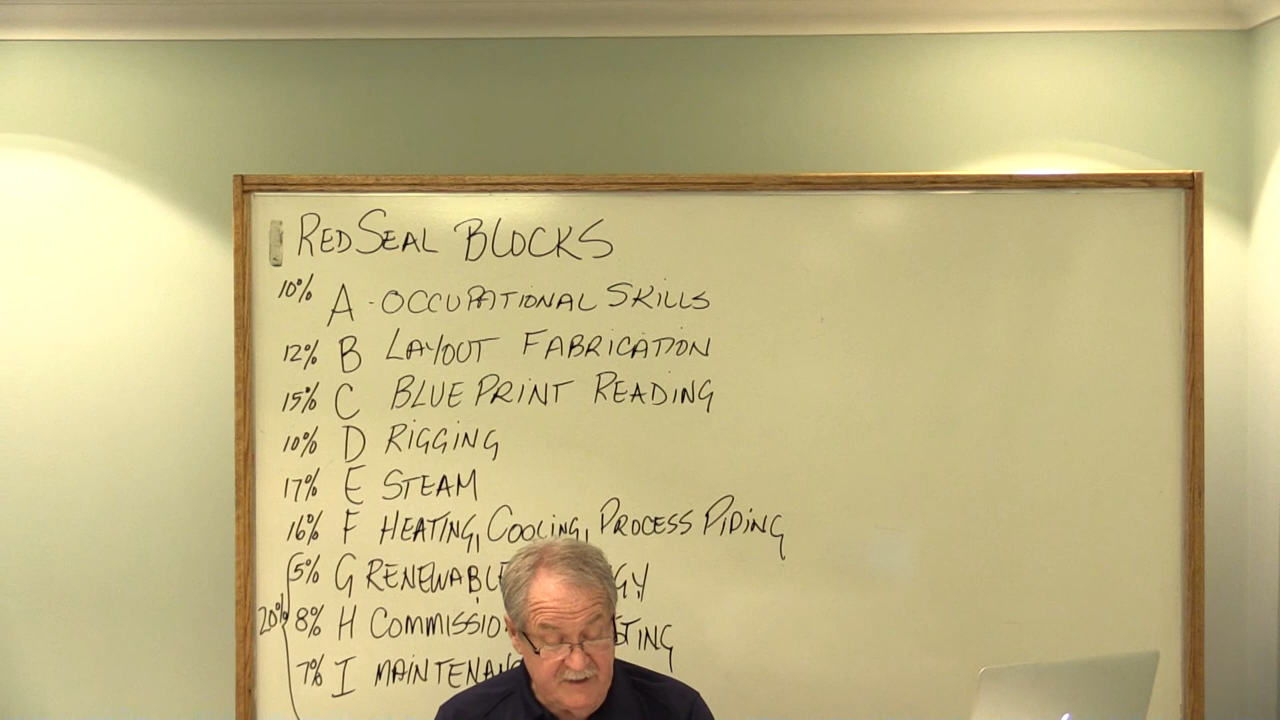 RED SEAL BLOCKS
10% A - OCCUPATIONAL SKILLS
12% B LAYOUT FABRICATION
15% C BLUE PRINT READING
10% D RIGGING
17% E STEAM
16% F HEATING, COOLING, PROCESS PIPING
5% G RENEWABLE
20% 8% H
7% I